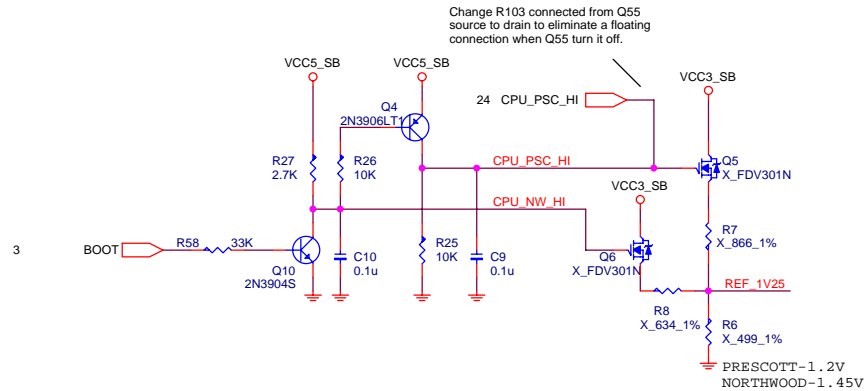 Change R103 connected from Q55
source to drain to eliminate a floating
connection when Q55 turn it off.
VCC5_SB
VCC5_SB
VCC3_SB
24 CPU_PSC_HI
Q4
2N3906LT1
Q5
X_FDV301N
R27
2.7K
R26
10K
CPU_PSC_HI
VCC3_SB
CPU_NW_HI
R7
X_866_1%
3
BOOT
R58
33K
Q10
2N3904S
C10
0.1u
R25
10K
C9
0.1u
Q6
X_FDV301N
REF_1V25
R8
X_634_1%
R6
X_499_1%
PRESCOTT-1.2V
NORTHWOOD-1.45V